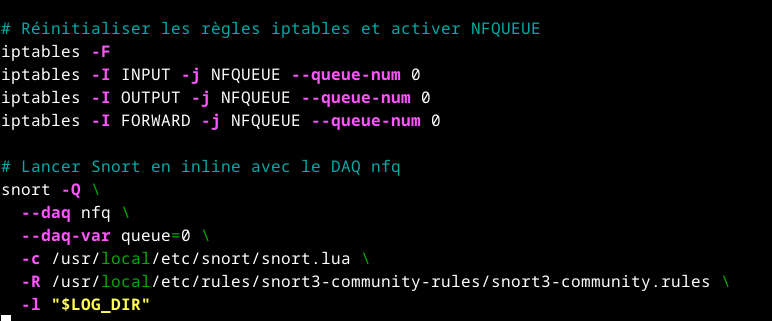 # Réinitialiser les règles iptables et activer NFQUEUE
iptables -F
iptables -I INPUT -j NFQUEUE --queue-num 0
iptables -I OUTPUT -j NFQUEUE --queue-num 0
iptables -I FORWARD -j NFQUEUE --queue-num 0

# Lancer Snort en inline avec le DAQ nfq
snort -Q \
  --daq nfq \
  --daq-var queue=0 \
  -c /usr/local/etc/snort/snort.lua \
  -R /usr/local/etc/rules/snort3-community-rules/snort3-community.rules \
  -l "$LOG_DIR"